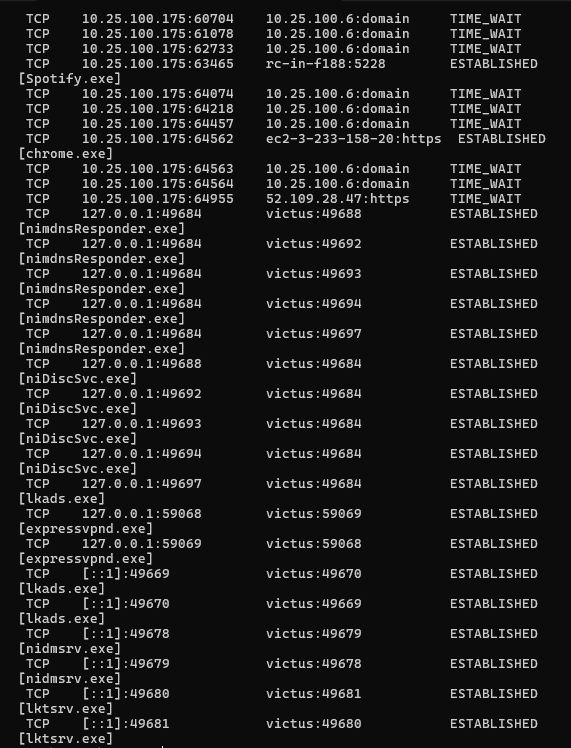 TCP    10.25.100.175:60704    10.25.100.6:domain     TIME_WAIT
TCP    10.25.100.175:61078    10.25.100.6:domain     TIME_WAIT
TCP    10.25.100.175:62733    10.25.100.6:domain     TIME_WAIT
TCP    10.25.100.175:63465    rc-in-f188:5228        ESTABLISHED
[Spotify.exe]
TCP    10.25.100.175:64074    10.25.100.6:domain     TIME_WAIT
TCP    10.25.100.175:64218    10.25.100.6:domain     TIME_WAIT
TCP    10.25.100.175:64457    10.25.100.6:domain     TIME_WAIT
TCP    10.25.100.175:64562    ec2-3-233-158-20:https  ESTABLISHED
[chrome.exe]
TCP    10.25.100.175:64563    10.25.100.6:domain     TIME_WAIT
TCP    10.25.100.175:64564    10.25.100.6:domain     TIME_WAIT
TCP    10.25.100.175:64955    52.109.28.47:https     TIME_WAIT
TCP    127.0.0.1:49684        victus:49688           ESTABLISHED
[nimdnsResponder.exe]
TCP    127.0.0.1:49684        victus:49692           ESTABLISHED
[nimdnsResponder.exe]
TCP    127.0.0.1:49684        victus:49693           ESTABLISHED
[nimdnsResponder.exe]
TCP    127.0.0.1:49684        victus:49694           ESTABLISHED
[nimdnsResponder.exe]
TCP    127.0.0.1:49684        victus:49697           ESTABLISHED
[nimdnsResponder.exe]
TCP    127.0.0.1:49688        victus:49684           ESTABLISHED
[niDiscSvc.exe]
TCP    127.0.0.1:49692        victus:49684           ESTABLISHED
[niDiscSvc.exe]
TCP    127.0.0.1:49693        victus:49684           ESTABLISHED
[niDiscSvc.exe]
TCP    127.0.0.1:49694        victus:49684           ESTABLISHED
[niDiscSvc.exe]
TCP    127.0.0.1:49697        victus:49684           ESTABLISHED
[lkads.exe]
TCP    127.0.0.1:59068        victus:59069           ESTABLISHED
[expressvpnd.exe]
TCP    127.0.0.1:59069        victus:59068           ESTABLISHED
[expressvpnd.exe]
TCP    [::1]:49669            victus:49670           ESTABLISHED
[lkads.exe]
TCP    [::1]:49670            victus:49669           ESTABLISHED
[lkads.exe]
TCP    [::1]:49678            victus:49679           ESTABLISHED
[nidmsrv.exe]
TCP    [::1]:49679            victus:49678           ESTABLISHED
[nidmsrv.exe]
TCP    [::1]:49680            victus:49681           ESTABLISHED
[lktsrv.exe]
TCP    [::1]:49681            victus:49680           ESTABLISHED
[lktsrv.exe]